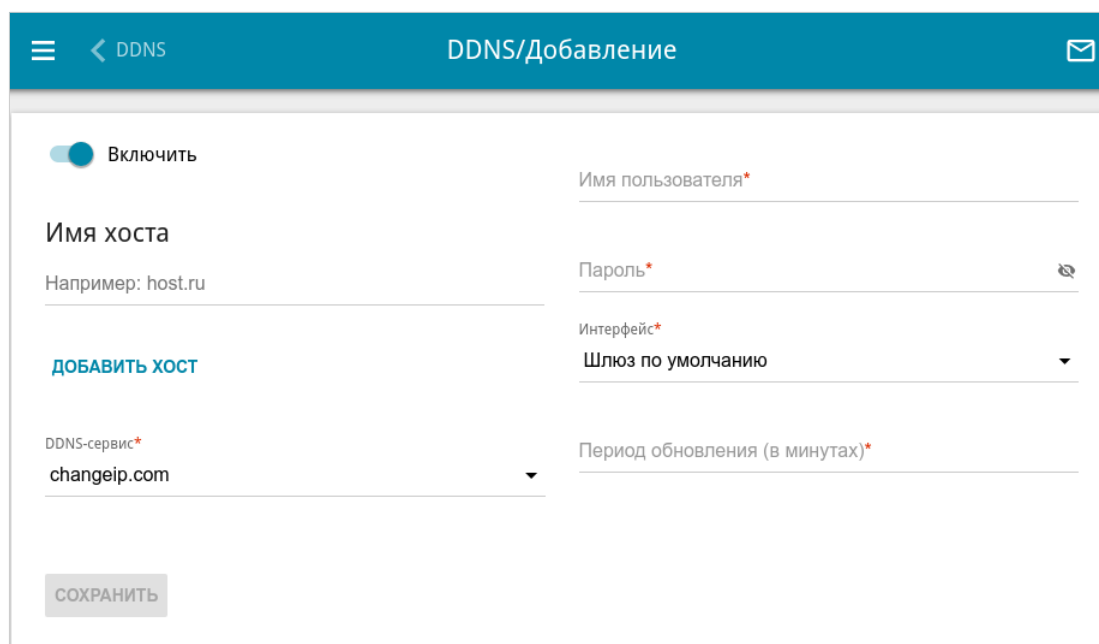 DDNS
DDNS/Добавление
Включить
Имя хоста
Например: host.ru
ДОБАВИТЬ ХОСТ
DDNS-сервис*
changeip.com
СОХРАНИТЬ
Имя пользователя*
Пароль*
Интерфейс*
Шлюз по умолчанию
Период обновления (в минутах)*